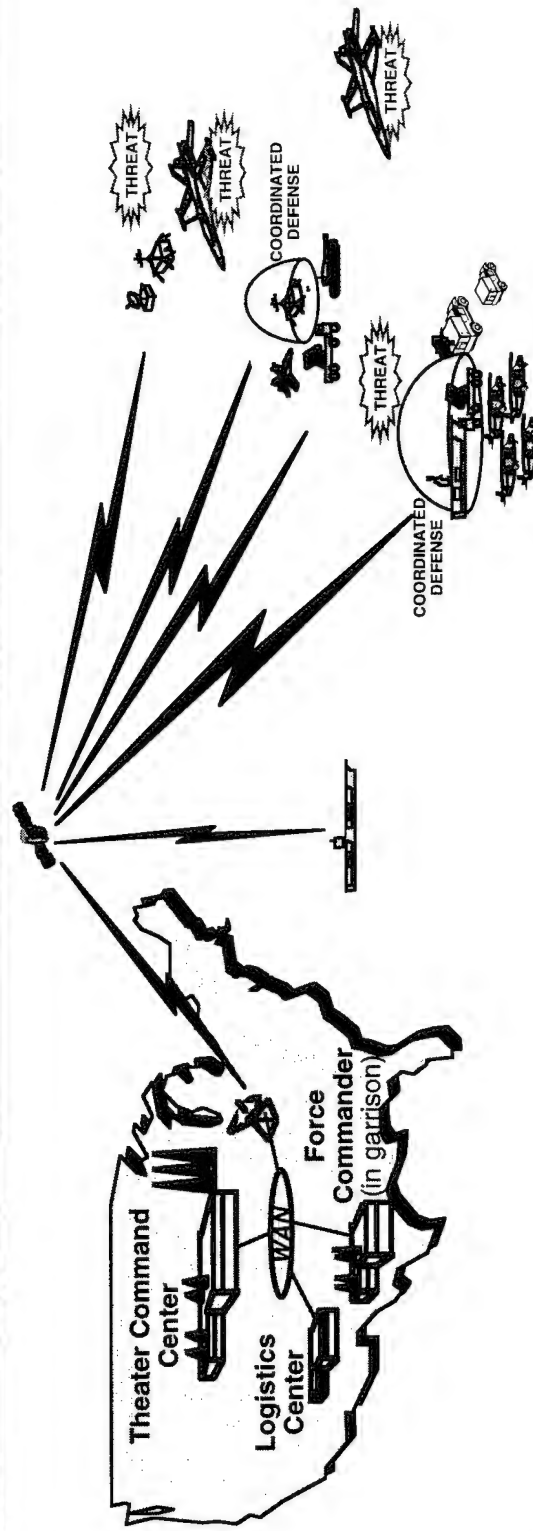 Theater Command
Center
Logistics
Center
WAN
Force
Commander
(in garrison)
THREAT
THREAT
COORDINATED
DEFENSE
THREAT
COORDINATED
DEFENSE
THREAT